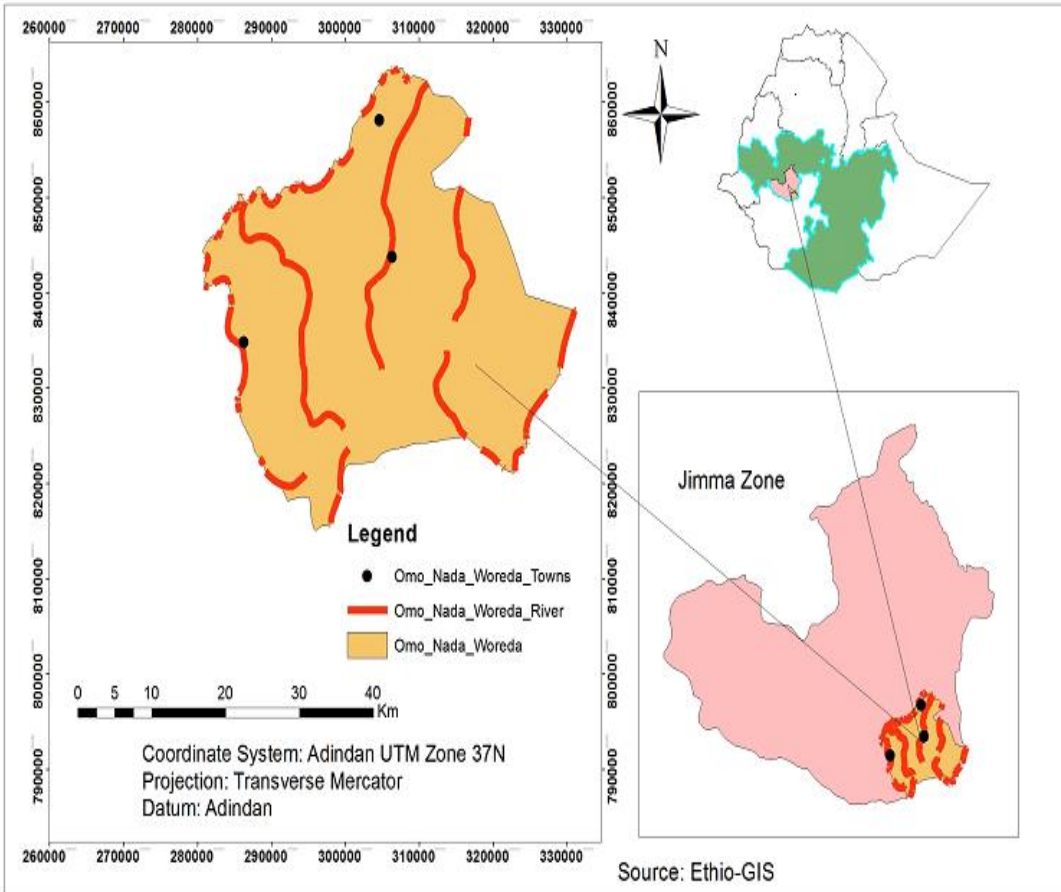 260000 270000 280000 290000 300000 310000 320000 330000
N
860000
850000
840000
830000
820000
810000
800000
790000
860000
850000
840000
830000
820000
810000
800000
790000
Legend
Omo_Nada_Woreda_Towns
Omo_Nada_Woreda_River
Omo_Nada_Woreda
0 5 10 20 30 40
Km
Coordinate System: Adindan UTM Zone 37N
Projection: Transverse Mercator
Datum: Adindan
260000 270000 280000 290000 300000 310000 320000 330000
Jimma Zone
Source: Ethio-GIS